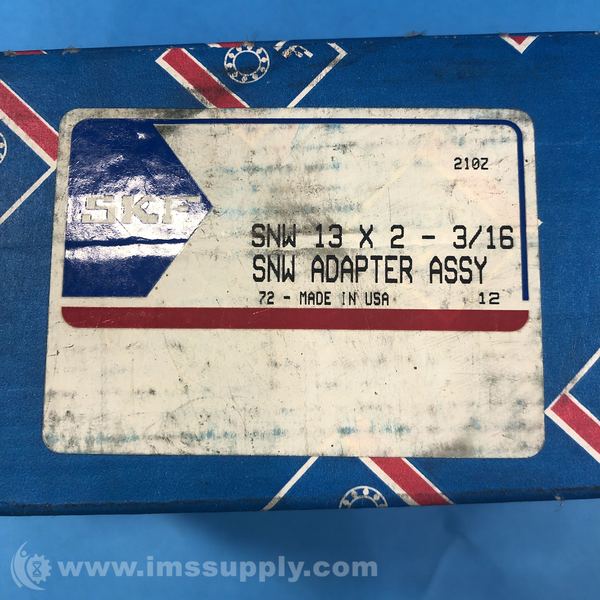 210Z
SKF
SNW 13 X 2 - 3/16
SNW ADAPTER ASSY
72 - MADE IN USA 12
www.imssupply.com